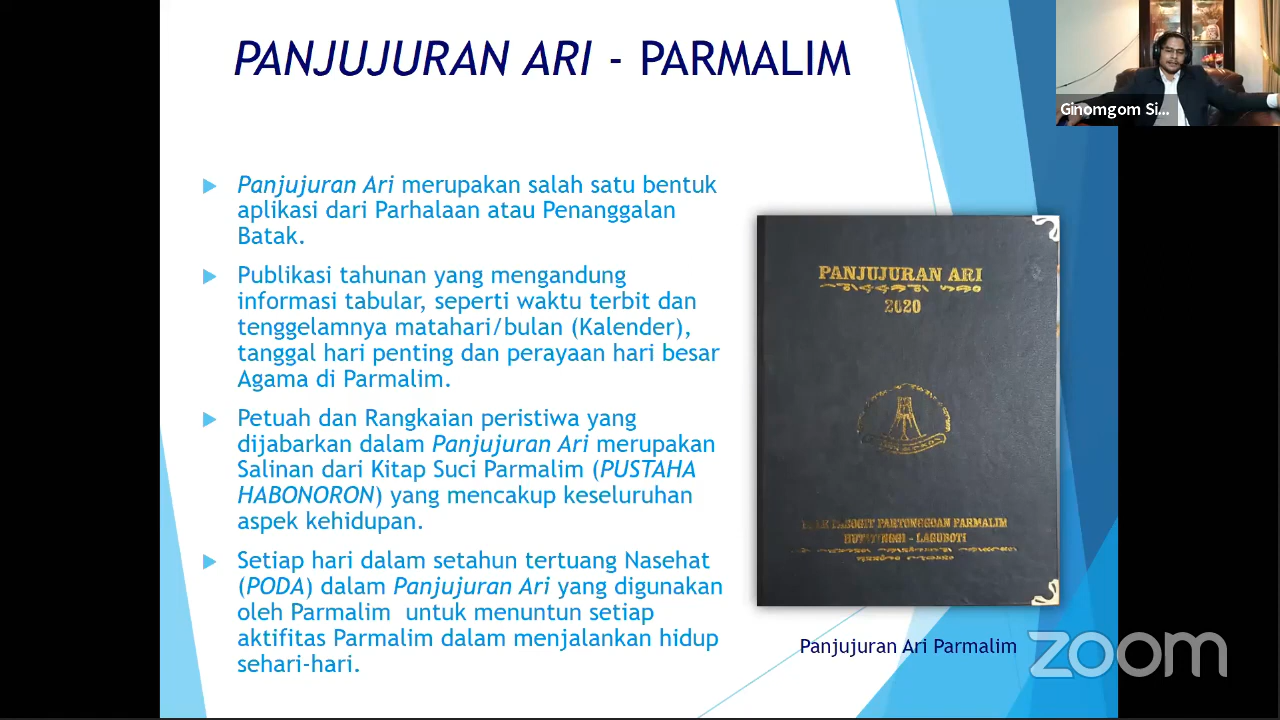 PANJUJURAN ARI - PARMALIM
Ginomgom Si...
Panjujuran Ari merupakan salah satu bentuk
aplikasi dari Parhalaan atau Penanggalan
Batak.
Publikasi tahunan yang mengandung
informasi tabular, seperti waktu terbit dan
tenggelamnya matahari/bulan (Kalender),
tanggal hari penting dan perayaan hari besar
Agama di Parmalim.
Petuah dan Rangkaian peristiwa yang
dijabarkan dalam Panjujuran Ari merupakan
Salinan dari Kitap Suci Parmalim (PUSTAHA
HABONORON) yang mencakup keseluruhan
aspek kehidupan.
Setiap hari dalam setahun tertuang Nasehat
(PODA) dalam Panjujuran Ari yang digunakan
oleh Parmalim untuk menuntun setiap
aktifitas Parmalim dalam menjalankan hidup
sehari-hari.
PANJUJURAN ARI
2020
PARTONGGOAN PARMALIM
HUTATINGGI - LAGUBOTI
Panjujuran Ari Parmalim
zoom